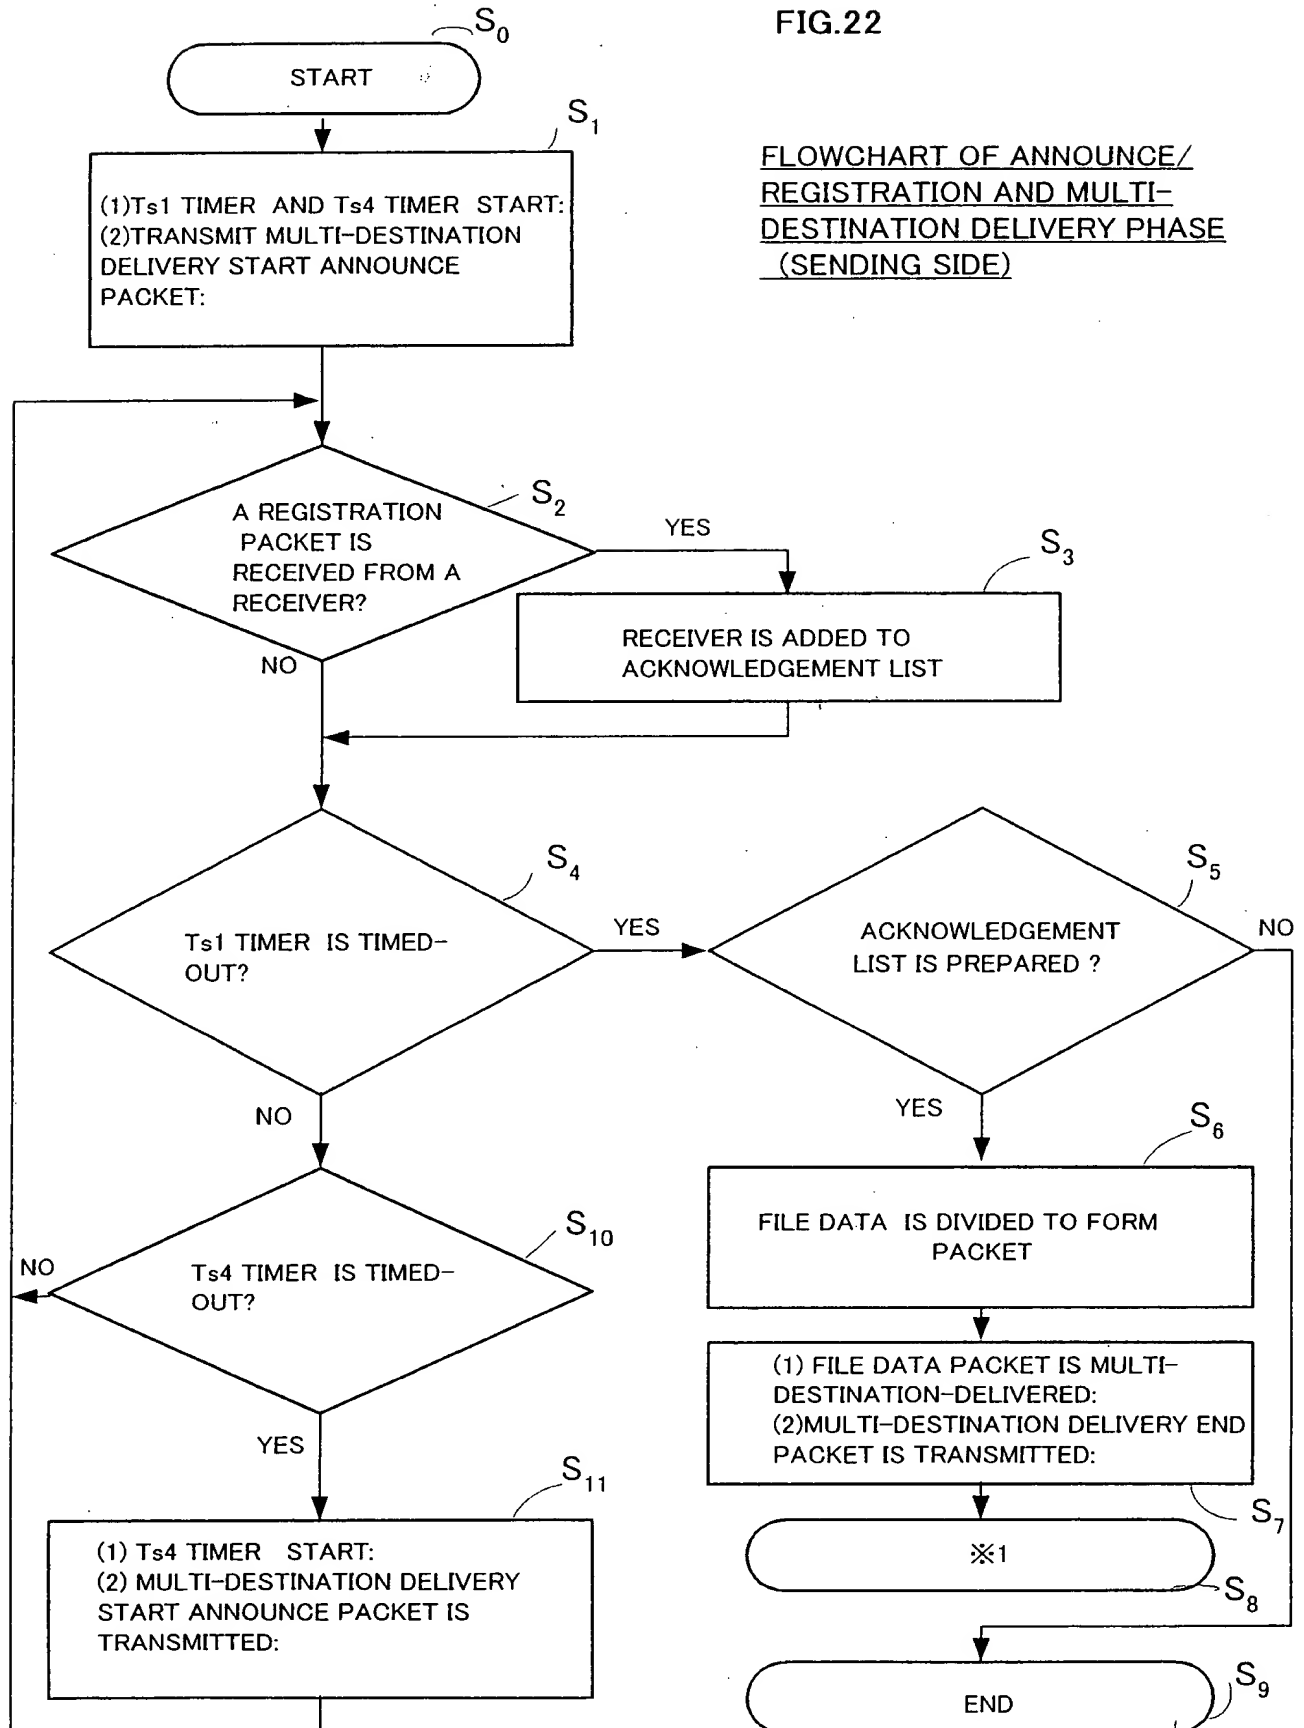 FIG.22
S0
START
S1
(1)Ts1 TIMER AND Ts4 TIMER START:
(2)TRANSMIT MULTI-DESTINATION
DELIVERY START ANNOUNCE
PACKET:
FLOWCHART OF ANNOUNCE/
REGISTRATION AND MULTI-
DESTINATION DELIVERY PHASE
(SENDING SIDE)
S2
A REGISTRATION
PACKET IS
RECEIVED FROM A
RECEIVER?
YES
NO
S3
RECEIVER IS ADDED TO
ACKNOWLEDGEMENT LIST
S4
Ts1 TIMER IS TIMED-
OUT?
YES
NO
S5
ACKNOWLEDGEMENT
LIST IS PREPARED ?
NO
YES
S6
FILE DATA IS DIVIDED TO FORM
PACKET
S10
Ts4 TIMER IS TIMED-
OUT?
NO
YES
(1) FILE DATA PACKET IS MULTI-
DESTINATION-DELIVERED:
(2)MULTI-DESTINATION DELIVERY END
PACKET IS TRANSMITTED:
S7
S11
(1) Ts4 TIMER START:
(2) MULTI-DESTINATION DELIVERY
START ANNOUNCE PACKET IS
TRANSMITTED:
※1
S8
END
S9